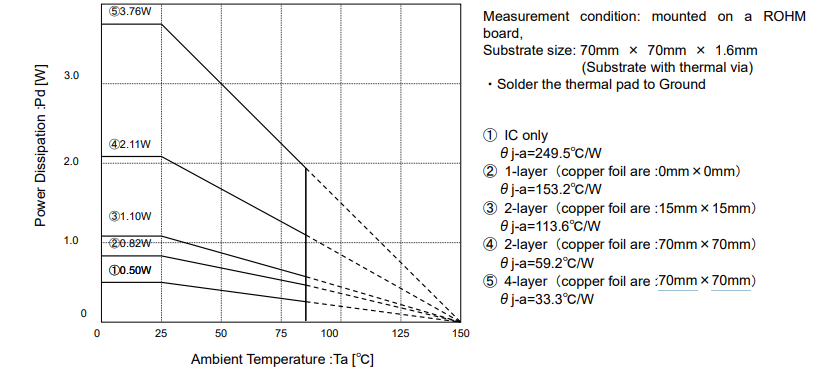 ⑤3.76W
3.0
④2.11W
2.0
③1.10W
1.0
②0.82W
①0.50W
0
0 25 50 75 100 125 150
Power Dissipation :Pd [W]
Ambient Temperature :Ta [℃]
Measurement condition: mounted on a ROHM
board,
Substrate size: 70mm × 70mm × 1.6mm
(Substrate with thermal via)
・Solder the thermal pad to Ground
① IC only
θj-a=249.5℃/W
② 1-layer（copper foil are :0mm×0mm）
θj-a=153.2℃/W
③ 2-layer（copper foil are :15mm×15mm）
θj-a=113.6℃/W
④ 2-layer（copper foil are :70mm×70mm）
θj-a=59.2℃/W
⑤ 4-layer（copper foil are :70mm×70mm）
θj-a=33.3℃/W